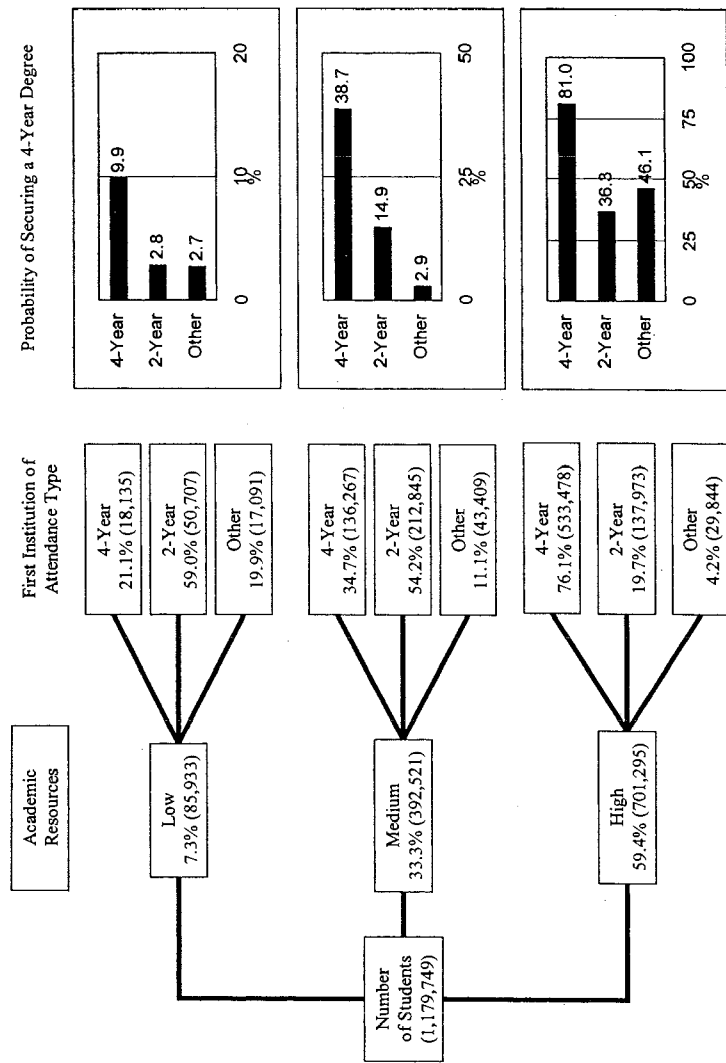 Number
of Students
(1,179,749)
Academic
Resources
Low
7.3% (85,933)
Medium
33.3% (392,521)
High
59.4% (701,295)
First Institution of
Attendance Type
4-Year
21.1% (18,135)
2-Year
59.0% (50,707)
Other
19.9% (17,091)
4-Year
34.7% (136,267)
2-Year
54.2% (212,845)
Other
11.1% (43,409)
4-Year
76.1% (533,478)
2-Year
19.7% (137,973)
Other
4.2% (29,844)
Probability of Securing a 4-Year Degree
4-Year 9.9
2-Year 2.8
Other 2.7
0 10 20
%
4-Year 38.7
2-Year 14.9
Other 2.9
0 25 50
%
4-Year 81.0
2-Year 36.3
Other 46.1
0 25 50 75 100
%